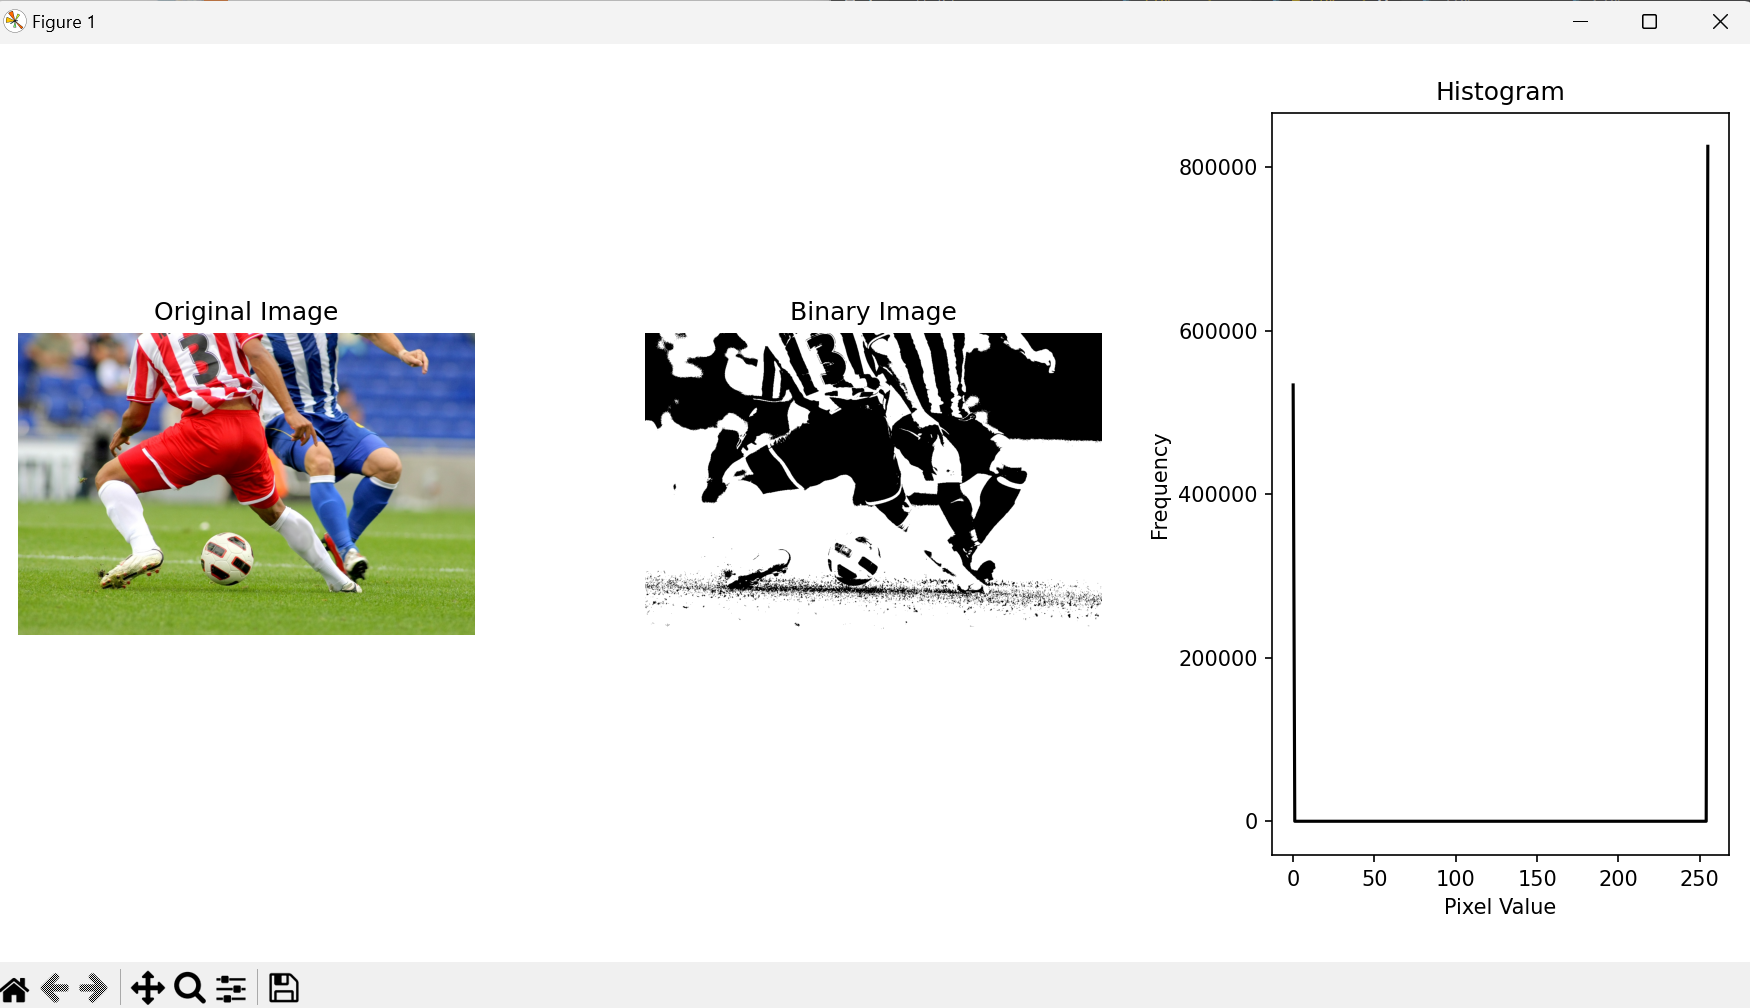 Figure 1
Original Image
3
Binary Image
3
Histogram
Frequency
800000
600000
400000
200000
0
0 50 100 150 200 250
Pixel Value